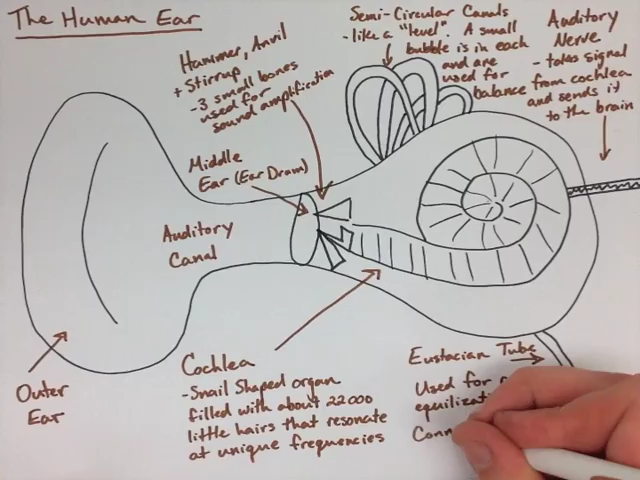 The Human Ear
Hammer, Anvil
+ Stirrup
-3 small bones
used for
sound amplification
Semi-Circular Canals
-like a "level". A small
bubble is in each
and are
used for
balance
Auditory
Nerve
- takes signal
from cochlea
and sends it
to the brain
Middle
Ear (Ear Drum)
Auditory
Canal
Outer
Ear
Cochlea
-Snail Shaped organ
filled with about 22000
little hairs that resonate
at unique frequencies
Eustacian Tube
Used for
equilizati
Conn